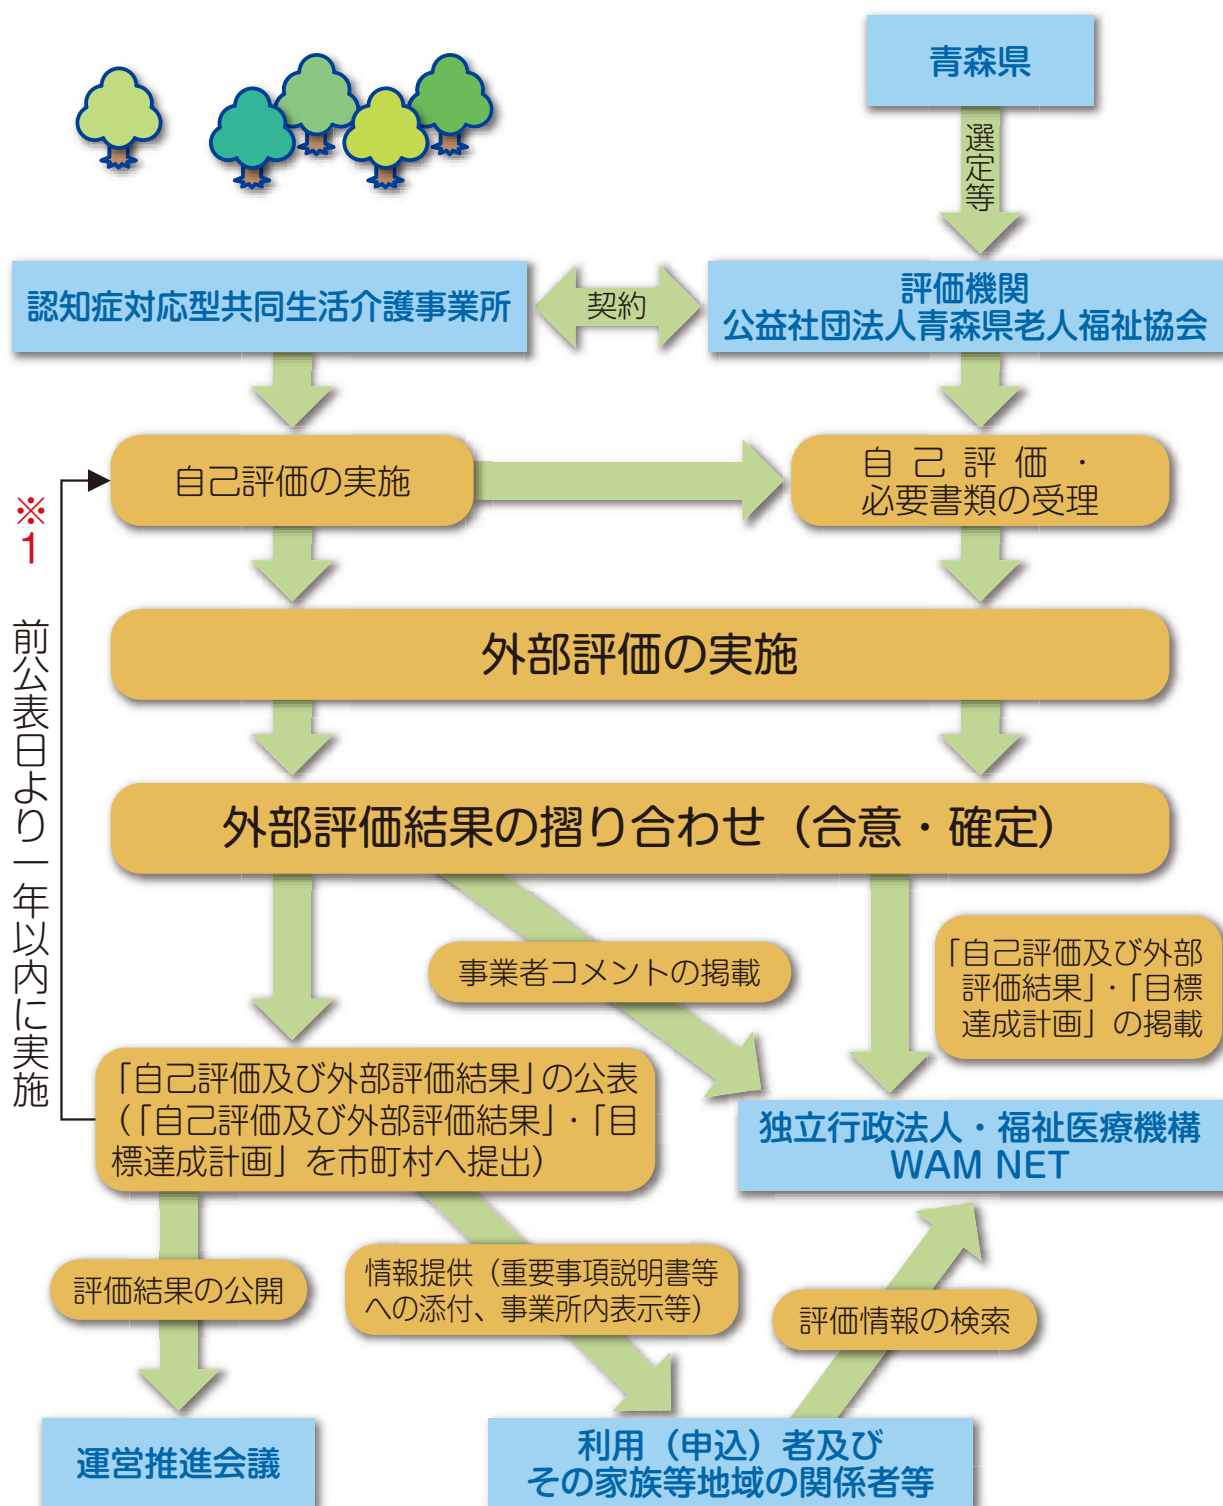 青森県
選定等
認知症対応型共同生活介護事業所
契約
評価機関
公益社団法人青森県老人福祉協会
自己評価の実施
自己評価・
必要書類の受理
※1 前公表日より一年以内に実施
外部評価の実施
外部評価結果の摺り合わせ（合意・確定）
事業者コメントの掲載
「自己評価及び外部
評価結果」・「目標
達成計画」の掲載
「自己評価及び外部評価結果」の公表
（「自己評価及び外部評価結果」・「目
標達成計画」を市町村へ提出）
独立行政法人・福祉医療機構
WAM NET
評価結果の公開
情報提供（重要事項説明書等
への添付、事業所内表示等）
評価情報の検索
運営推進会議
利用（申込）者及び
その家族等地域の関係者等